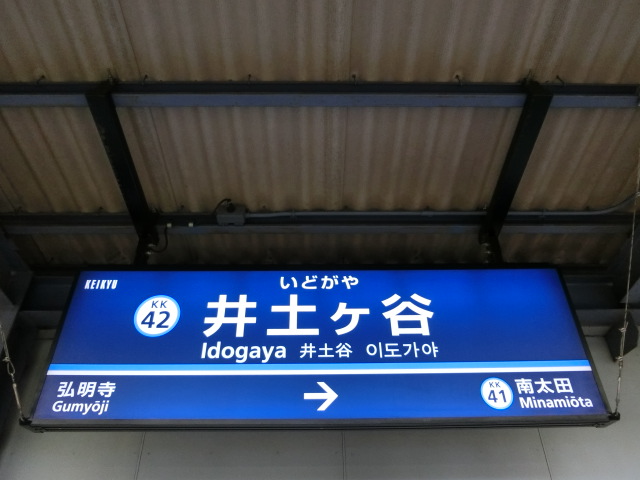 KEIKYU
いどがや
KK
42
井土ヶ谷
Idogaya 井土谷 이도가야
弘明寺
Gumyōji
→
KK
41
南太田
Minamiōta